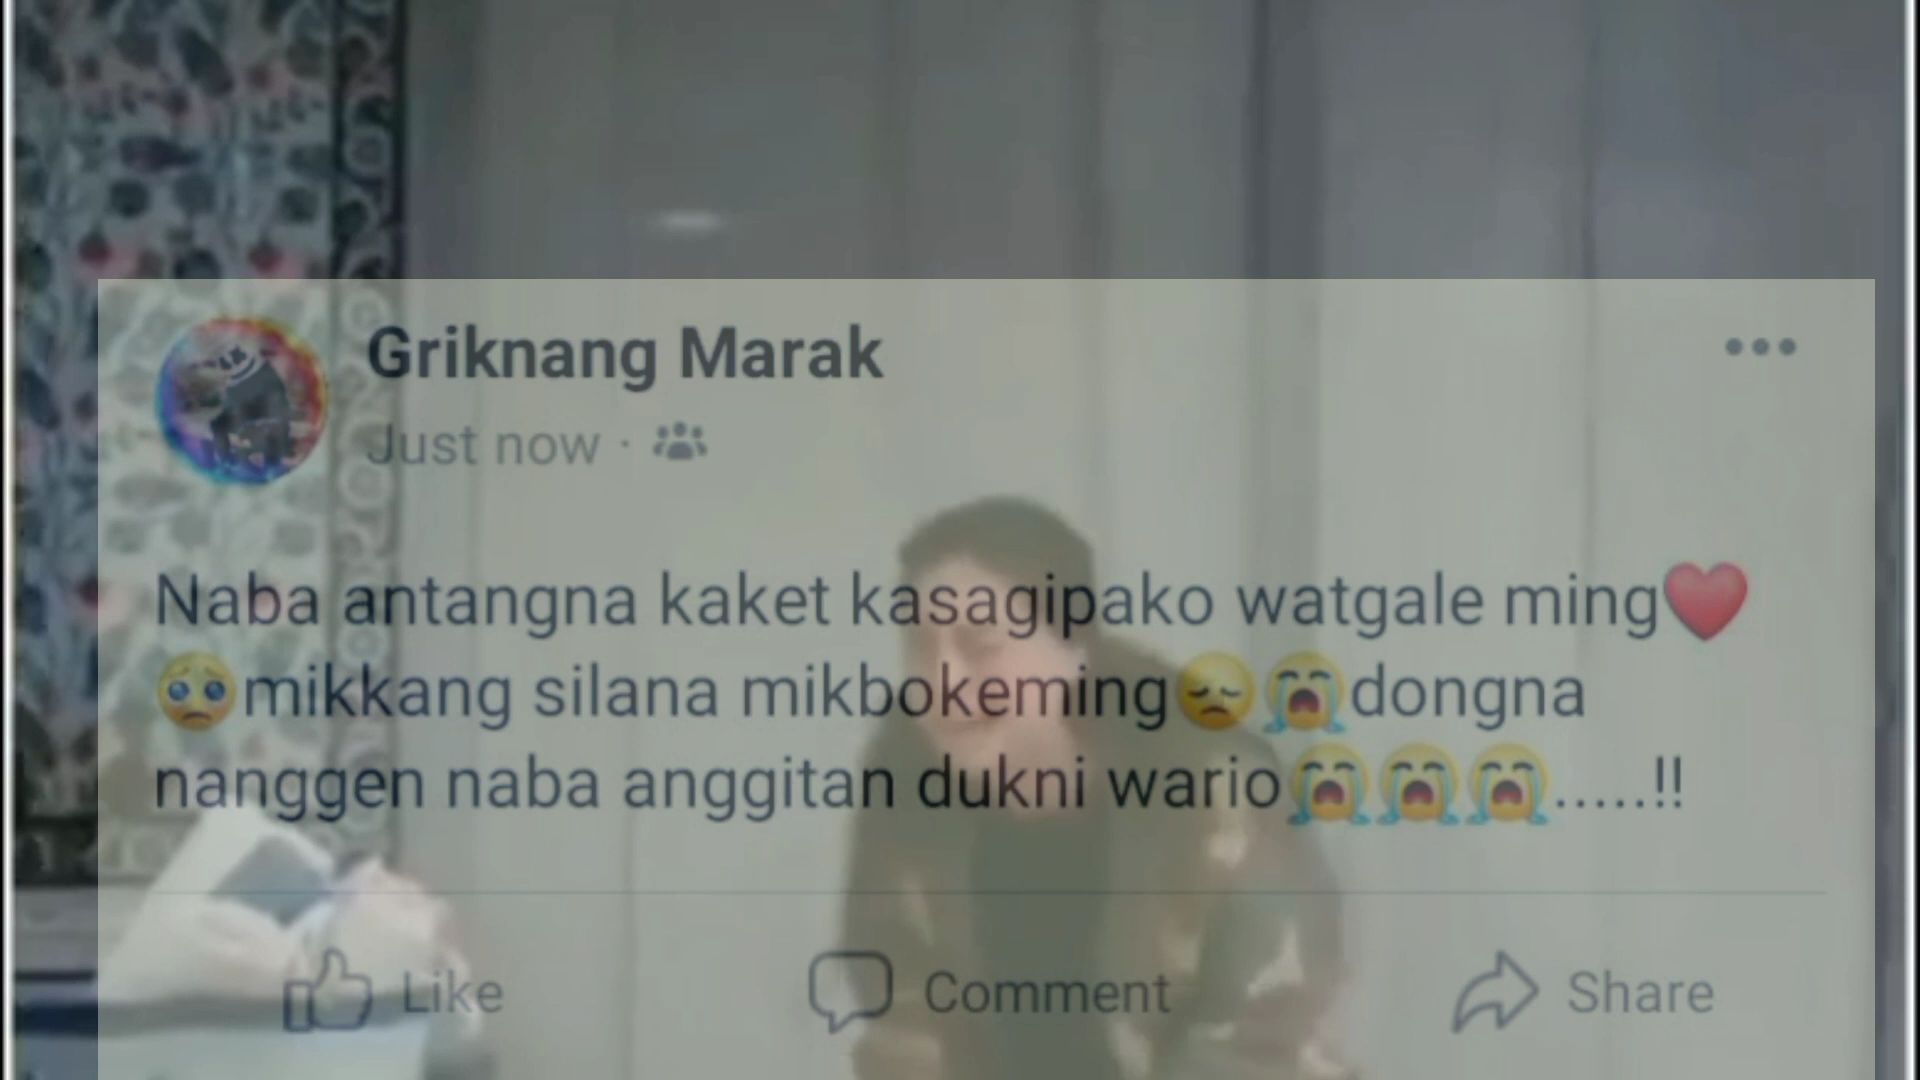 Griknang Marak
Just now ·
Naba antangna kaket kasagipako watgale ming❤️
🥺mikkang silana mikbokeming😞😭dongna
nanggen naba anggitan dukni wario😭😭😭.....!!
Like
Comment
Share